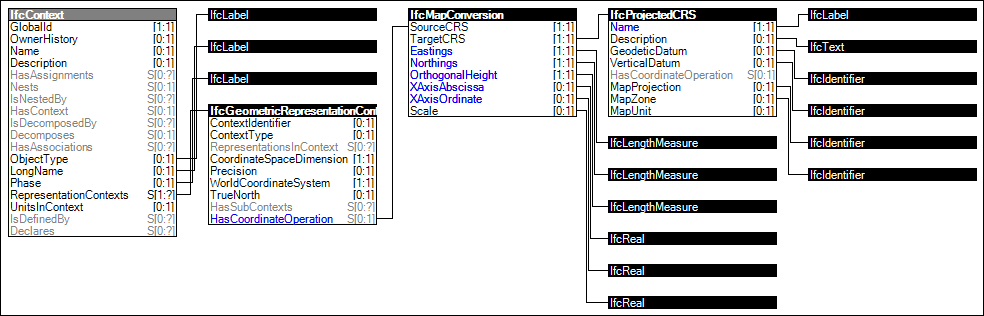 IfcContext
GlobalId [1:1]
OwnerHistory [0:1]
Name [0:1]
Description [0:1]
HasAssignments S[0:?]
Nests S[0:1]
IsNestedBy S[0:?]
HasContext S[0:1]
IsDecomposedBy S[0:?]
Decomposes S[0:1]
HasAssociations S[0:?]
ObjectType [0:1]
LongName [0:1]
Phase [0:1]
RepresentationContexts S[1:?]
UnitsInContext [0:1]
IsDefinedBy S[0:?]
Declares S[0:?]
IfcLabel
IfcLabel
IfcLabel
IfcGeometricRepresentationCont
ContextIdentifier [0:1]
ContextType [0:1]
RepresentationsInContext S[0:?]
CoordinateSpaceDimension [1:1]
Precision [0:1]
WorldCoordinateSystem [1:1]
TrueNorth [0:1]
HasSubContexts S[0:?]
HasCoordinateOperation S[0:1]
IfcMapConversion
SourceCRS [1:1]
TargetCRS [1:1]
Eastings [1:1]
Northings [1:1]
OrthogonalHeight [1:1]
XAxisAbscissa [0:1]
XAxisOrdinate [0:1]
Scale [0:1]
IfcProjectedCRS
Name [1:1]
Description [0:1]
GeodeticDatum [0:1]
VerticalDatum [0:1]
HasCoordinateOperation S[0:1]
MapProjection [0:1]
MapZone [0:1]
MapUnit [0:1]
IfcLengthMeasure
IfcLengthMeasure
IfcLengthMeasure
IfcReal
IfcReal
IfcReal
IfcLabel
IfcText
IfcIdentifier
IfcIdentifier
IfcIdentifier
IfcIdentifier